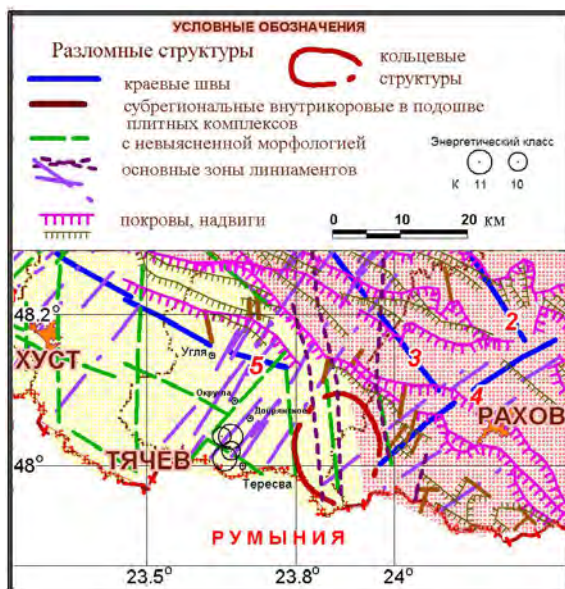 УСЛОВНЫЕ ОБОЗНАЧЕНИЯ
Разломные структуры
кольцевые
структуры
краевые швы
субрегиональные внутрикоровые в подошве
плитных комплексов
с невыясненной морфологией
основные зоны линиаментов
Энергетический класс
К 11 10
покровы, надвиги
0 10 20 км
48.2°
ХУСТ
Угля
5
3
2
4
Округла
РАХОВ
48°
ТЯЧЕВ
Тересва
РУМЫНИЯ
23.5° 23.8° 24°